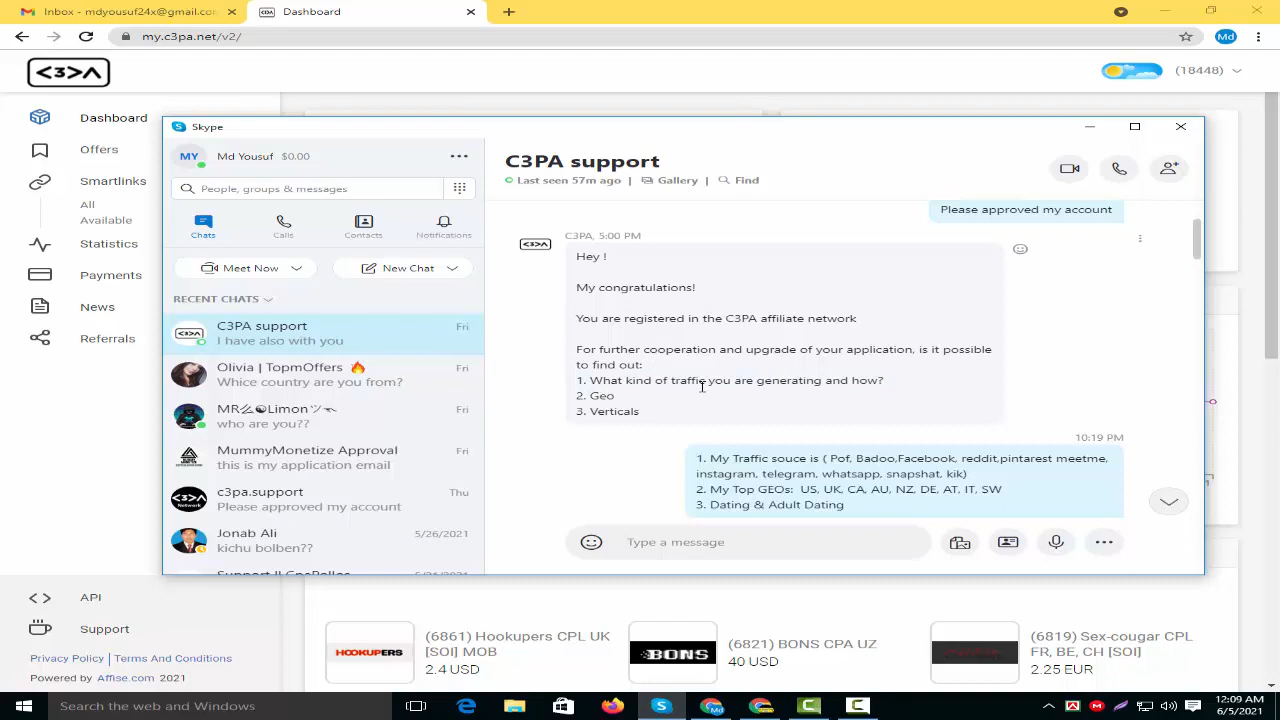 Inbox - mdyousuf24x@gmail.co
Dashboard
my.c3pa.net/v2/
Md
<3>Λ
(18448)
Dashboard
Offers
Smartlinks
All
Available
Statistics
Payments
News
Referrals
API
Support
Privacy Policy | Terms And Conditions
Powered by Affise.com 2021
Skype
MY
Md Yousuf $0.00
People, groups & messages
Chats
Calls
Contacts
Notifications
Meet Now
New Chat
RECENT CHATS
C3PA support
Fri
I have also with you
Olivia | TopmOffers 🔥
Fri
Whice country are you from?
Fri
who are you??
MummyMonetize Approval
Fri
this is my application email
c3pa.support
Thu
Please approved my account
Jonab Ali
5/26/2021
kichu bolben??
C3PA support
Last seen 57m ago | Gallery | Find
Please approved my account
C3PA, 5:00 PM
Hey !
My congratulations!
You are registered in the C3PA affiliate network
For further cooperation and upgrade of your application, is it possible
to find out:
1. What kind of traffic you are generating and how?
2. Geo
3. Verticals
10:19 PM
1. My Traffic souce is ( Pof, Badoo,Facebook, reddit,pintarest meetme,
instagram, telegram, whatsapp, snapshat, kik)
2. My Top GEOs: US, UK, CA, AU, NZ, DE, AT, IT, SW
3. Dating & Adult Dating
Type a message
HOOKUPERS
(6861) Hookupers CPL UK
[SOI] MOB
2.4 USD
BONS
(6821) BONS CPA UZ
40 USD
(6819) Sex-cougar CPL
FR, BE, CH [SOI]
2.25 EUR
Search the web and Windows
12:09 AM
6/5/2021